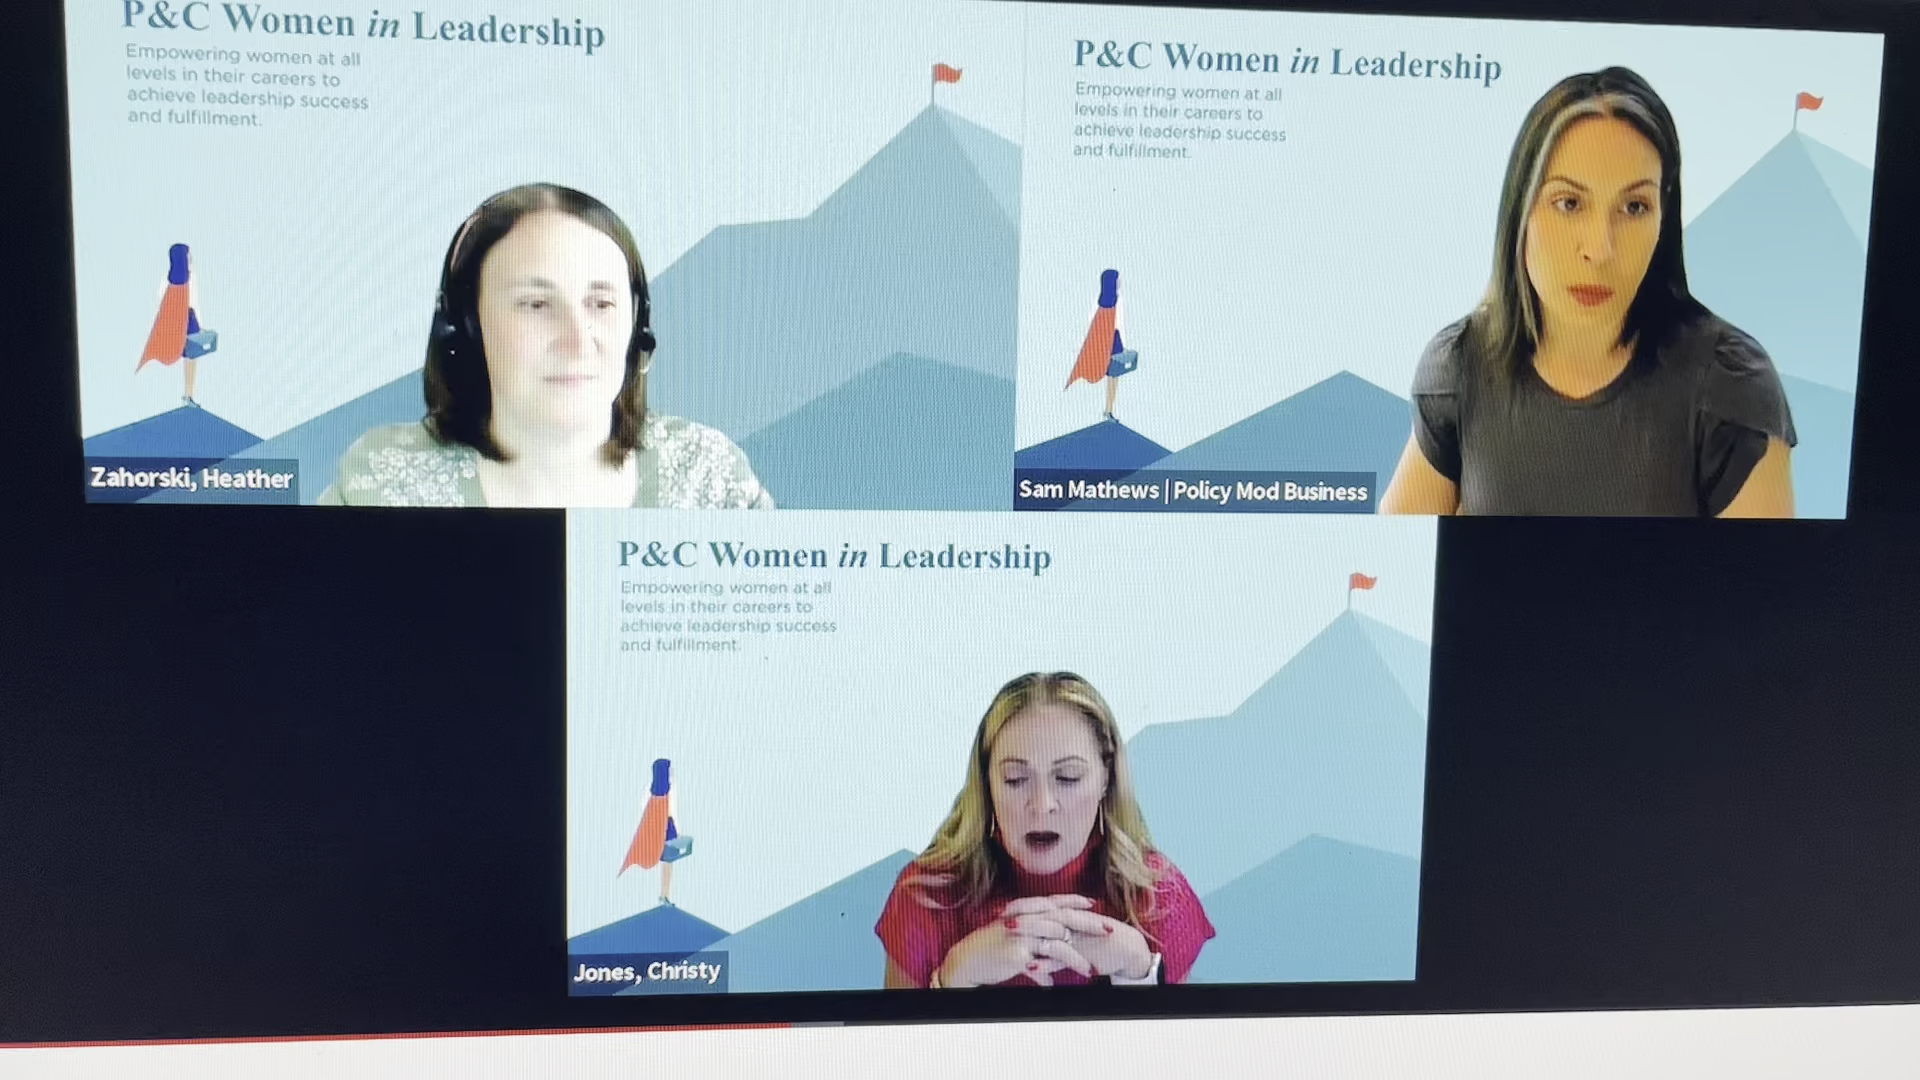 P&C Women in Leadership
Empowering women at all
levels in their careers to
achieve leadership success
and fulfillment.
Zahorski, Heather
P&C Women in Leadership
Empowering women at all
levels in their careers to
achieve leadership success
and fulfillment.
Sam Mathews | Policy Mod Business
P&C Women in Leadership
Empowering women at all
levels in their careers to
achieve leadership success
and fulfillment.
Jones, Christy